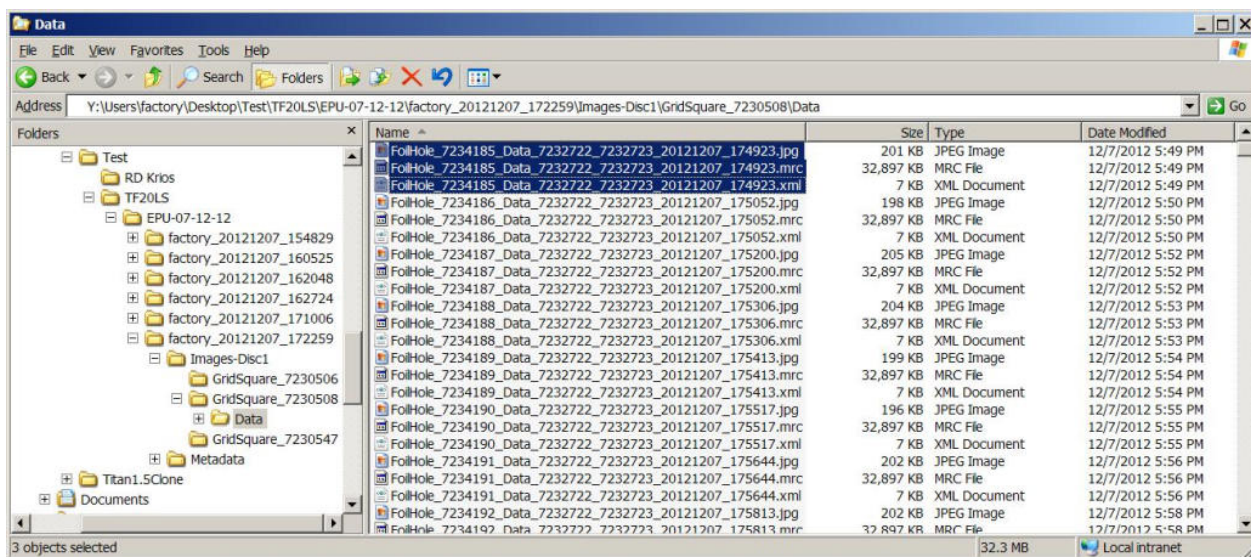 Data
File Edit View Favorites Tools Help
Back Search Folders
Address Y:\Users\factory\Desktop\Test\TF20LS\EPU-07-12-12\factory_20121207_172259\Images-Disc1\GridSquare_7230508\Data Go
Folders
Test
RD Krios
TF20LS
EPU-07-12-12
factory_20121207_154829
factory_20121207_160525
factory_20121207_162048
factory_20121207_162724
factory_20121207_171006
factory_20121207_172259
Images-Disc1
GridSquare_7230506
GridSquare_7230508
Data
GridSquare_7230547
Metadata
Titan1.5Clone
Documents
Name Size Type Date Modified
FoilHole_7234185_Data_7232722_7232723_20121207_174923.jpg 201 KB JPEG Image 12/7/2012 5:49 PM
FoilHole_7234185_Data_7232722_7232723_20121207_174923.mrc 32,897 KB MRC File 12/7/2012 5:49 PM
FoilHole_7234185_Data_7232722_7232723_20121207_174923.xml 7 KB XML Document 12/7/2012 5:49 PM
FoilHole_7234186_Data_7232722_7232723_20121207_175052.jpg 198 KB JPEG Image 12/7/2012 5:50 PM
FoilHole_7234186_Data_7232722_7232723_20121207_175052.mrc 32,897 KB MRC File 12/7/2012 5:50 PM
FoilHole_7234186_Data_7232722_7232723_20121207_175052.xml 7 KB XML Document 12/7/2012 5:50 PM
FoilHole_7234187_Data_7232722_7232723_20121207_175200.jpg 205 KB JPEG Image 12/7/2012 5:52 PM
FoilHole_7234187_Data_7232722_7232723_20121207_175200.mrc 32,897 KB MRC File 12/7/2012 5:52 PM
FoilHole_7234187_Data_7232722_7232723_20121207_175200.xml 7 KB XML Document 12/7/2012 5:52 PM
FoilHole_7234188_Data_7232722_7232723_20121207_175306.jpg 204 KB JPEG Image 12/7/2012 5:53 PM
FoilHole_7234188_Data_7232722_7232723_20121207_175306.mrc 32,897 KB MRC File 12/7/2012 5:53 PM
FoilHole_7234188_Data_7232722_7232723_20121207_175306.xml 7 KB XML Document 12/7/2012 5:53 PM
FoilHole_7234189_Data_7232722_7232723_20121207_175413.jpg 199 KB JPEG Image 12/7/2012 5:54 PM
FoilHole_7234189_Data_7232722_7232723_20121207_175413.mrc 32,897 KB MRC File 12/7/2012 5:54 PM
FoilHole_7234189_Data_7232722_7232723_20121207_175413.xml 7 KB XML Document 12/7/2012 5:54 PM
FoilHole_7234190_Data_7232722_7232723_20121207_175517.jpg 196 KB JPEG Image 12/7/2012 5:55 PM
FoilHole_7234190_Data_7232722_7232723_20121207_175517.mrc 32,897 KB MRC File 12/7/2012 5:55 PM
FoilHole_7234190_Data_7232722_7232723_20121207_175517.xml 7 KB XML Document 12/7/2012 5:55 PM
FoilHole_7234191_Data_7232722_7232723_20121207_175644.jpg 202 KB JPEG Image 12/7/2012 5:56 PM
FoilHole_7234191_Data_7232722_7232723_20121207_175644.mrc 32,897 KB MRC File 12/7/2012 5:56 PM
FoilHole_7234191_Data_7232722_7232723_20121207_175644.xml 7 KB XML Document 12/7/2012 5:56 PM
FoilHole_7234192_Data_7232722_7232723_20121207_175813.jpg 202 KB JPEG Image 12/7/2012 5:58 PM
FoilHole_7234192_Data_7232722_7232723_20121207_175813.mrc 32,897 KB MRC File 12/7/2012 5:58 PM
3 objects selected 32.3 MB Local intranet